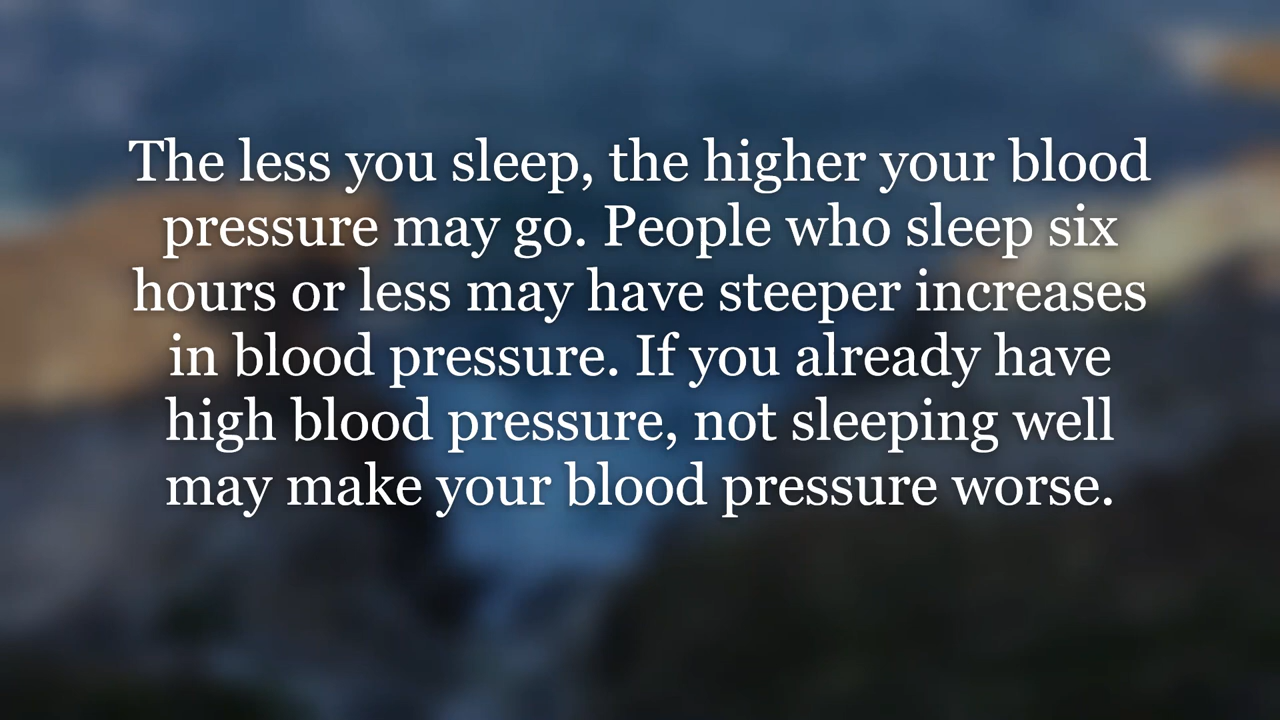 The less you sleep, the higher your blood
pressure may go. People who sleep six
hours or less may have steeper increases
in blood pressure. If you already have
high blood pressure, not sleeping well
may make your blood pressure worse.